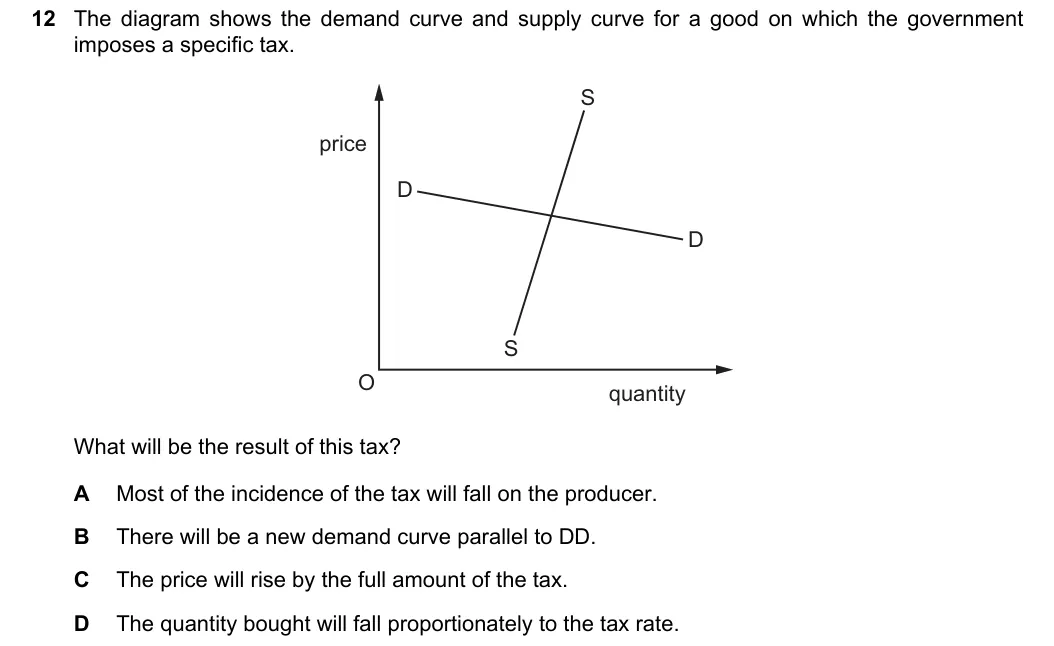 12 The diagram shows the demand curve and supply curve for a good on which the government
imposes a specific tax.
S
price
D
D
S
O
quantity
What will be the result of this tax?
A Most of the incidence of the tax will fall on the producer.
B There will be a new demand curve parallel to DD.
C The price will rise by the full amount of the tax.
D The quantity bought will fall proportionately to the tax rate.